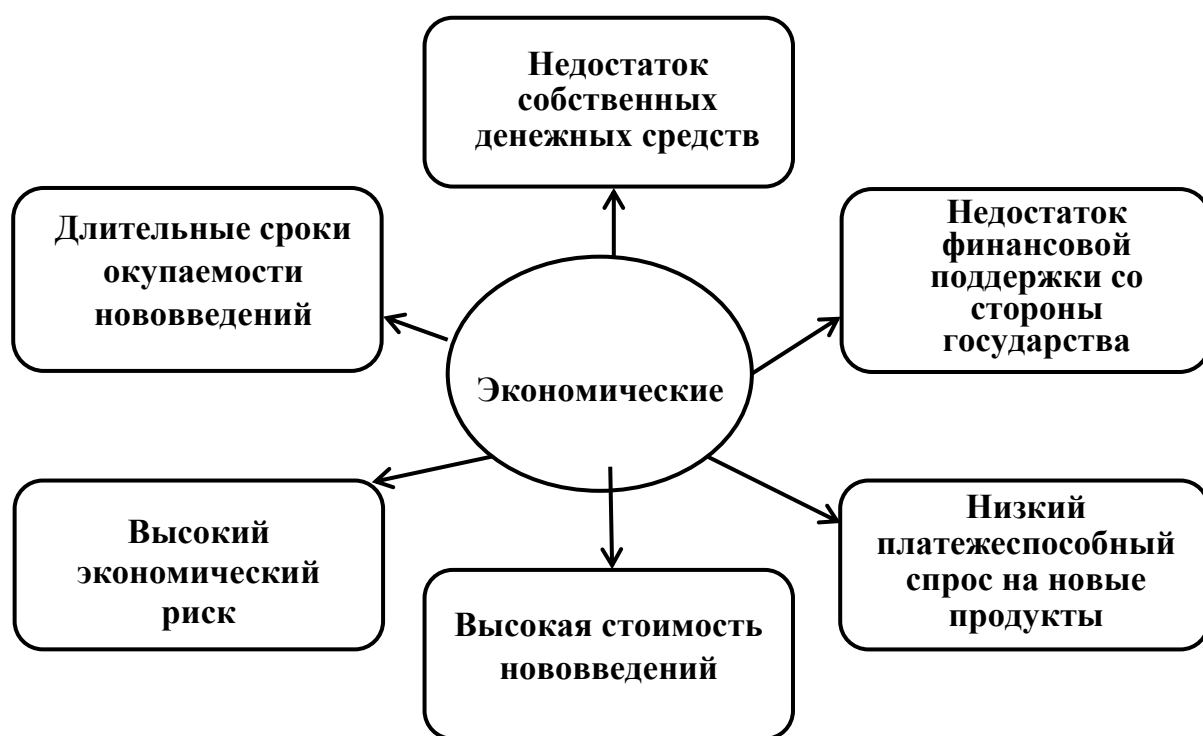 Недостаток
собственных
денежных средств
Длительные сроки
окупаемости
нововведений
Недостаток
финансовой
поддержки со
стороны
государства
Экономические
Высокий
экономический
риск
Высокая стоимость
нововведений
Низкий
платежеспособный
спрос на новые
продукты